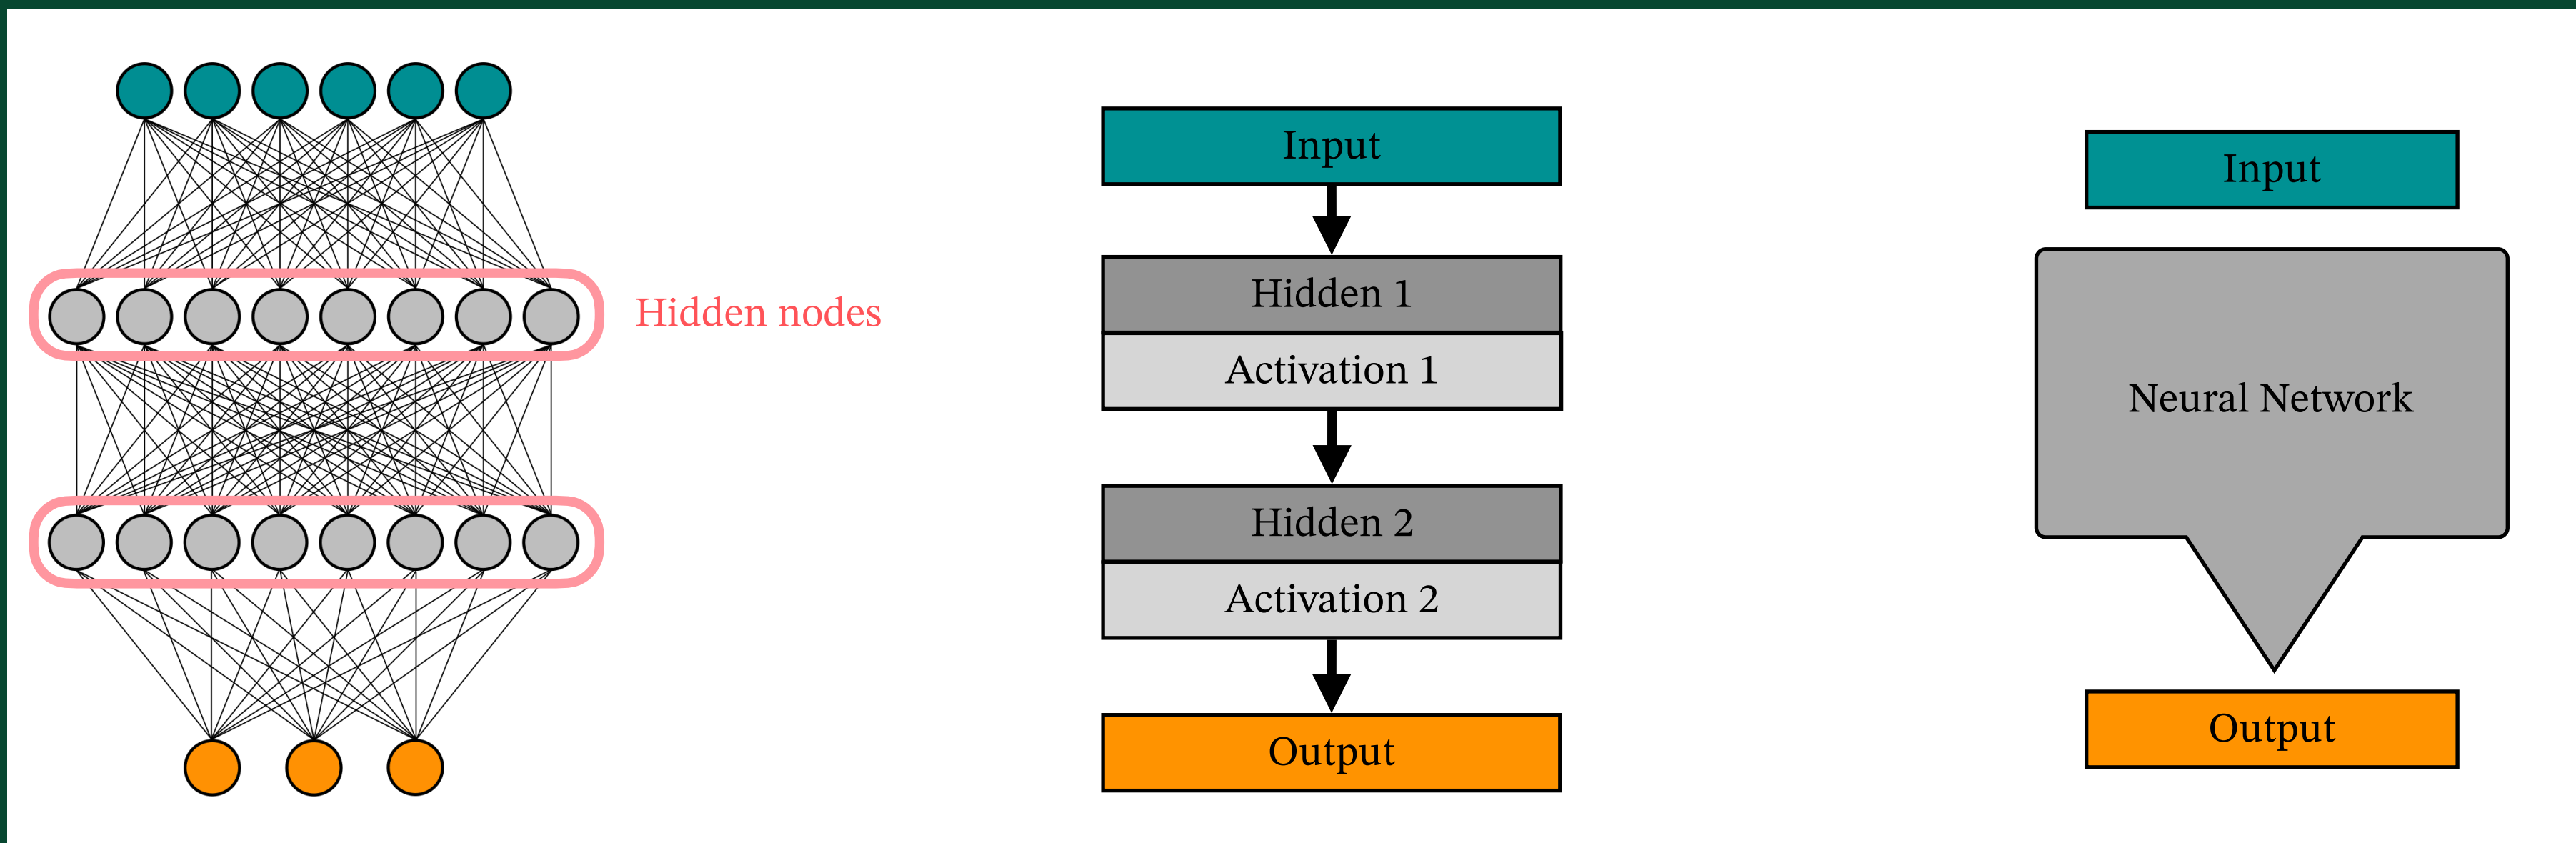 Hidden nodes
Input
Hidden 1
Activation 1
Hidden 2
Activation 2
Output
Input
Neural Network
Output